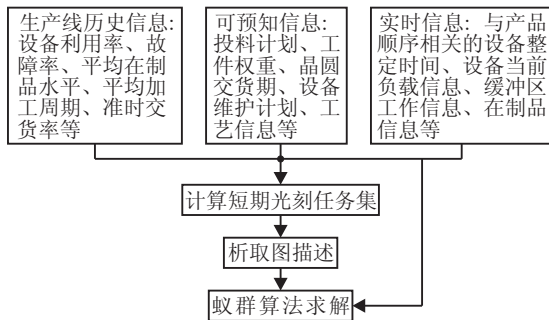 生产线历史信息:
设备利用率、故
障率、平均在制
品水平、平均加
工周期、准时交
货率等
可预知信息:
投料计划、工
件权重、晶圆
交货期、设备
维护计划、工
艺信息等
实时信息: 与产品
顺序相关的设备整
定时间、设备当前
负载信息、缓冲区
工作信息、在制品
信息等
计算短期光刻任务集
析取图描述
蚁群算法求解